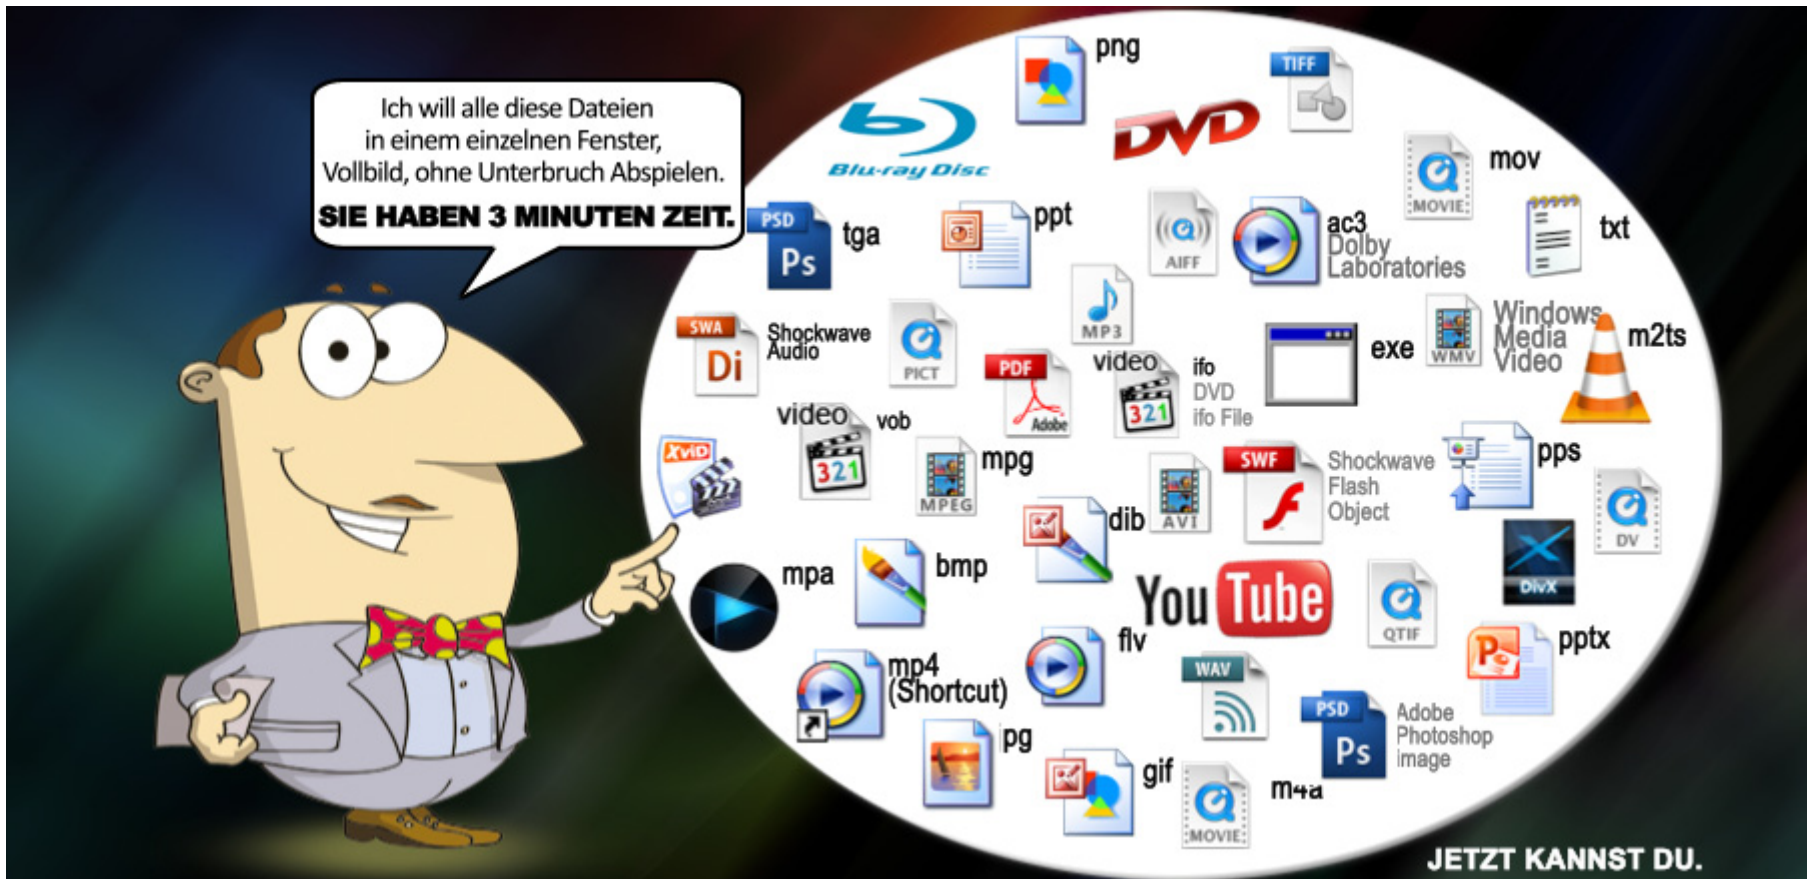 Ich will alle diese Dateien
in einem einzelnen Fenster,
Vollbild, ohne Unterbruch Abspielen.
SIE HABEN 3 MINUTEN ZEIT.
png
TIFF
Blu-ray Disc
DVD
MOVIE
mov
PSD
Ps
tga
ppt
AIFF
ac3
Dolby
Laboratories
txt
SWA
Di
Shockwave
Audio
PICT
MP3
PDF
Adobe
video
321
ifo
DVD
ifo File
exe
WMV
Windows
Media
Video
m2ts
video
321
vob
XviD
MPEG
mpg
dib
AVI
SWF
Shockwave
Flash
Object
pps
DV
mpa
bmp
YouTube
QTIF
DivX
mp4
(Shortcut)
flv
WAV
P
pptx
jpg
gif
MOVIE
m4a
PSD
Ps
Adobe
Photoshop
image
JETZT KANNST DU.